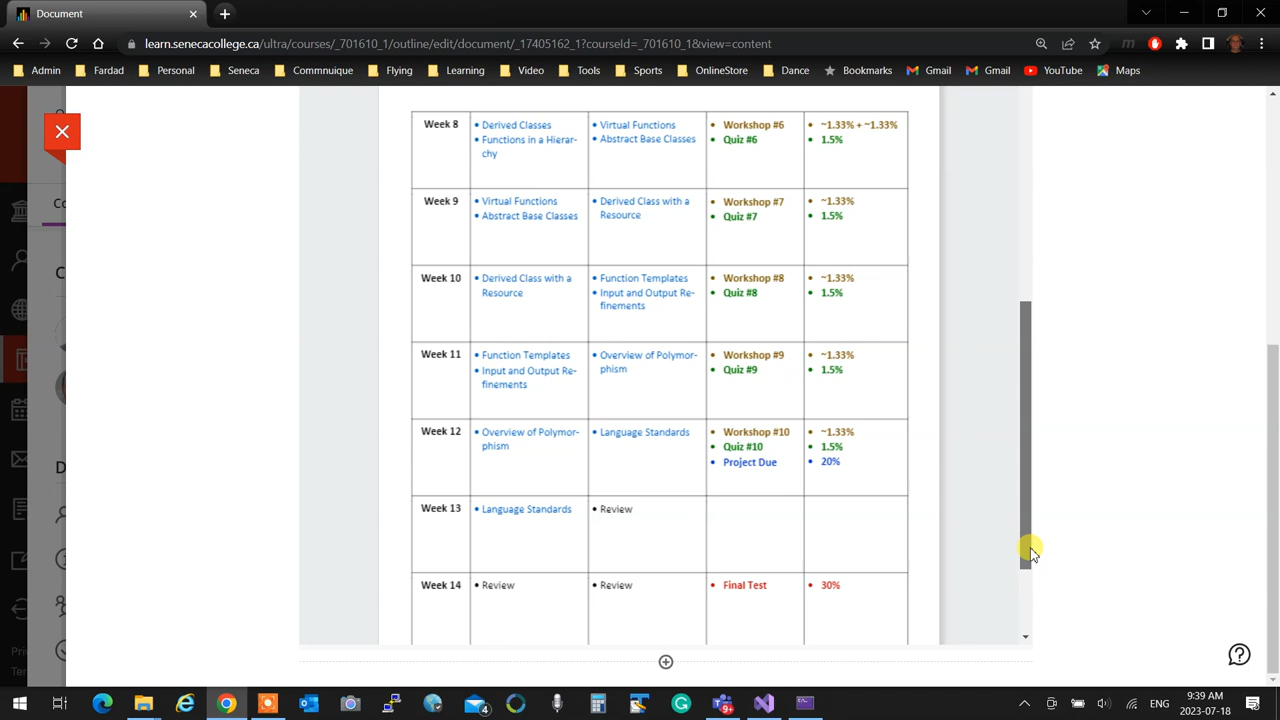 Document
learn.senecacollege.ca/ultra/courses/_701610_1/outline/edit/document/_17405162_1?courseId=_701610_1&view=content
Admin Fardad Personal Seneca Commnuique Flying Learning Video Tools Sports OnlineStore Dance Bookmarks Gmail Gmail YouTube Maps
Week 8
• Derived Classes
• Functions in a Hierar-
chy
• Virtual Functions
• Abstract Base Classes
• Workshop #6
• Quiz #6
• ~1.33% + ~1.33%
• 1.5%
Week 9
• Virtual Functions
• Abstract Base Classes
• Derived Class with a
Resource
• Workshop #7
• Quiz #7
• ~1.33%
• 1.5%
Week 10
• Derived Class with a
Resource
• Function Templates
• Input and Output Re-
finements
• Workshop #8
• Quiz #8
• ~1.33%
• 1.5%
Week 11
• Function Templates
• Input and Output Re-
finements
• Overview of Polymor-
phism
• Workshop #9
• Quiz #9
• ~1.33%
• 1.5%
Week 12
• Overview of Polymor-
phism
• Language Standards
• Workshop #10
• Quiz #10
• Project Due
• ~1.33%
• 1.5%
• 20%
Week 13
• Language Standards
• Review
Week 14
• Review
• Review
• Final Test
• 30%
Co
C
D
Pri
Ter
4
9+
ENG
9:39 AM
2023-07-18